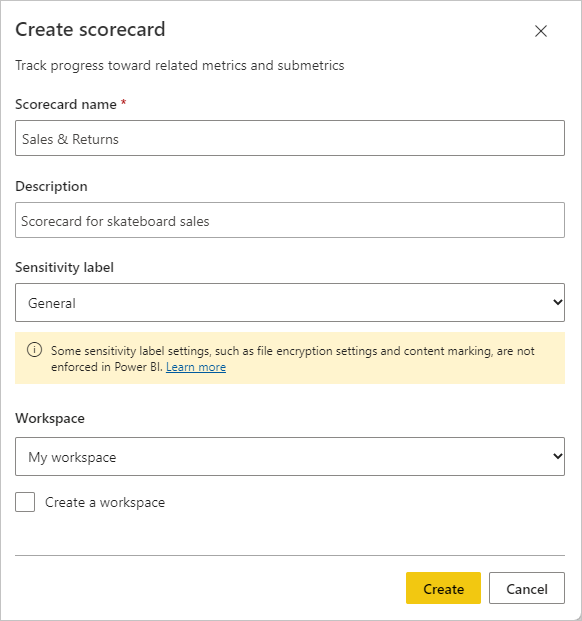 Create scorecard
Track progress toward related metrics and submetrics
Scorecard name *
Sales & Returns
Description
Scorecard for skateboard sales
Sensitivity label
General
Some sensitivity label settings, such as file encryption settings and content marking, are not
enforced in Power BI. Learn more
Workspace
My workspace
Create a workspace
Create Cancel